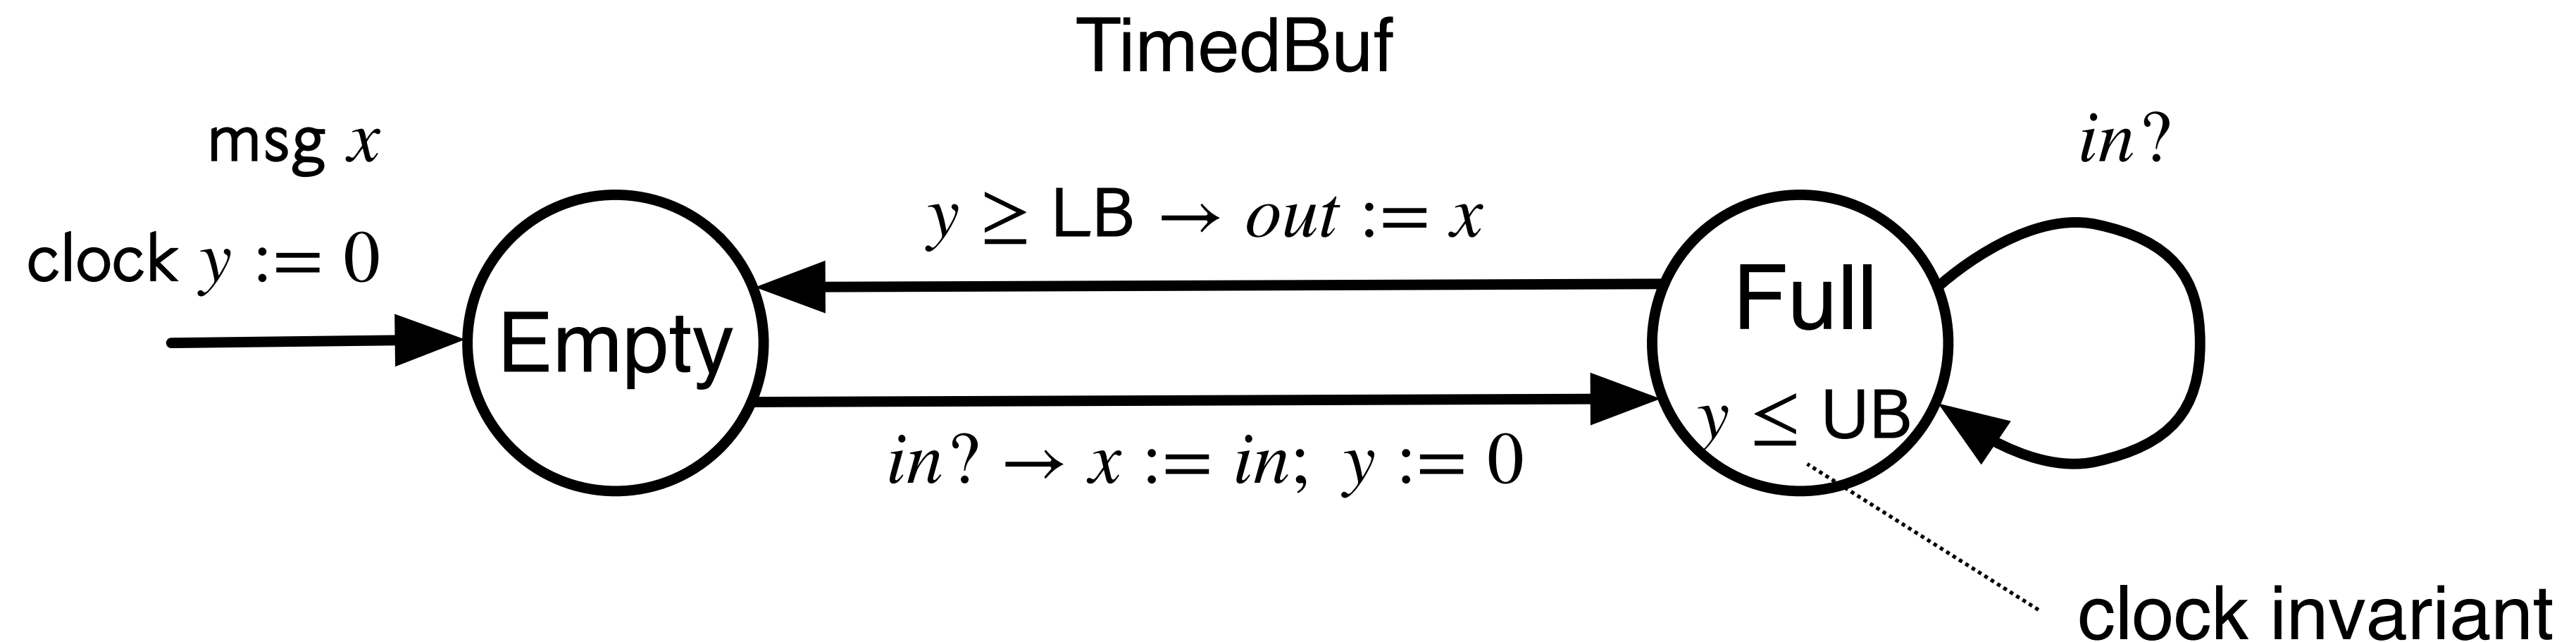 TimedBuf
msg x
clock y := 0
Empty
y ≥ LB → out := x
in? → x := in; y := 0
Full
y ≤ UB
in?
clock invariant